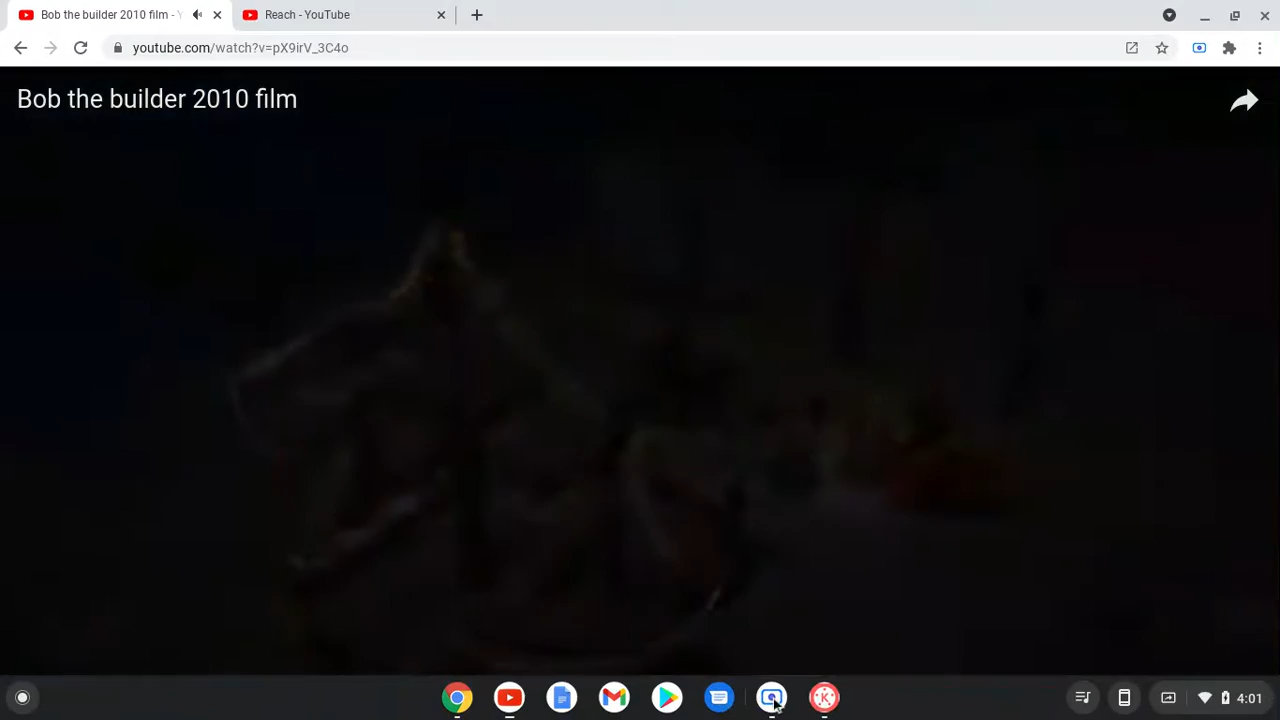 Bob the builder 2010 film - Y
Reach - YouTube
youtube.com/watch?v=pX9irV_3C4o
Bob the builder 2010 film
K
4:01